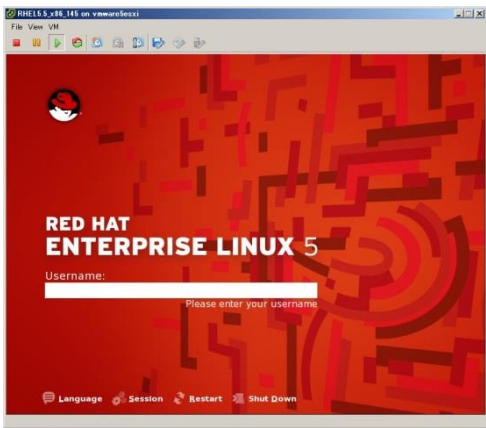 RHEL5.5_x86_145 on vmware5esxi
File View VM
RED HAT
ENTERPRISE LINUX 5
Username:
Please enter your username
Language Session Restart Shut Down